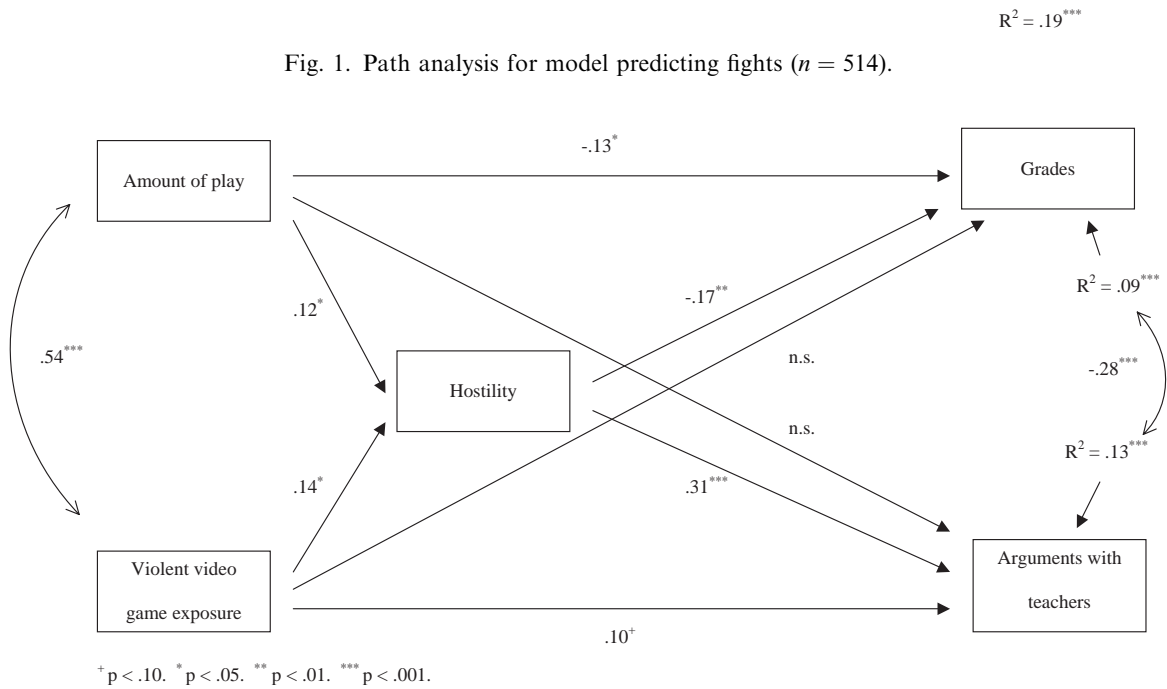 R² = .19***
Fig. 1. Path analysis for model predicting fights (n = 514).
-.13*
Amount of play
Grades
.12*
-.17**
R² = .09***
.54***
n.s.
-.28***
Hostility
n.s.
R² = .13***
.14*
.31***
Violent video
game exposure
Arguments with
teachers
.10⁺
⁺ p < .10. * p < .05. ** p < .01. *** p < .001.